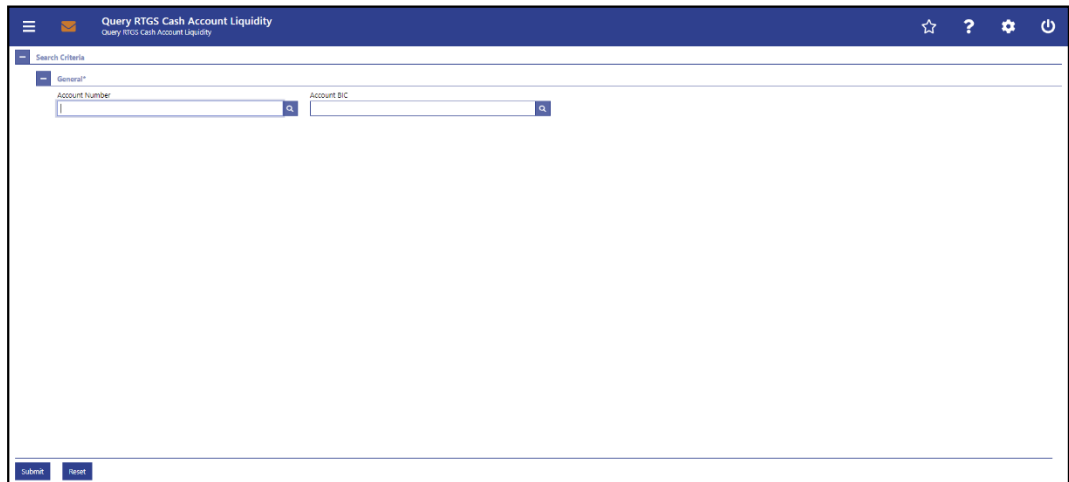 Query RTGS Cash Account Liquidity
Query RTGS Cash Account Liquidity
Search Criteria
General*
Account Number Account BIC
Submit Reset